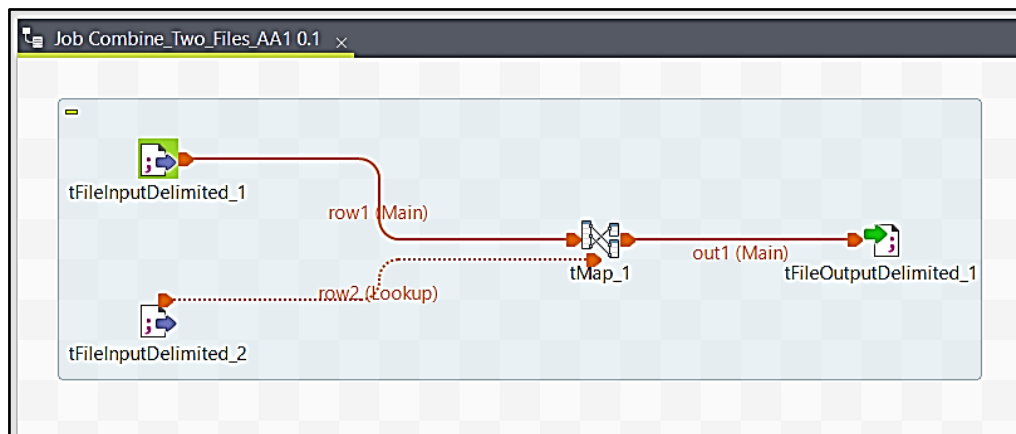 Job Combine_Two_Files_AA1 0.1
tFileInputDelimited_1
row1 (Main)
out1 (Main)
tMap_1
tFileOutputDelimited_1
row2 (Lookup)
tFileInputDelimited_2